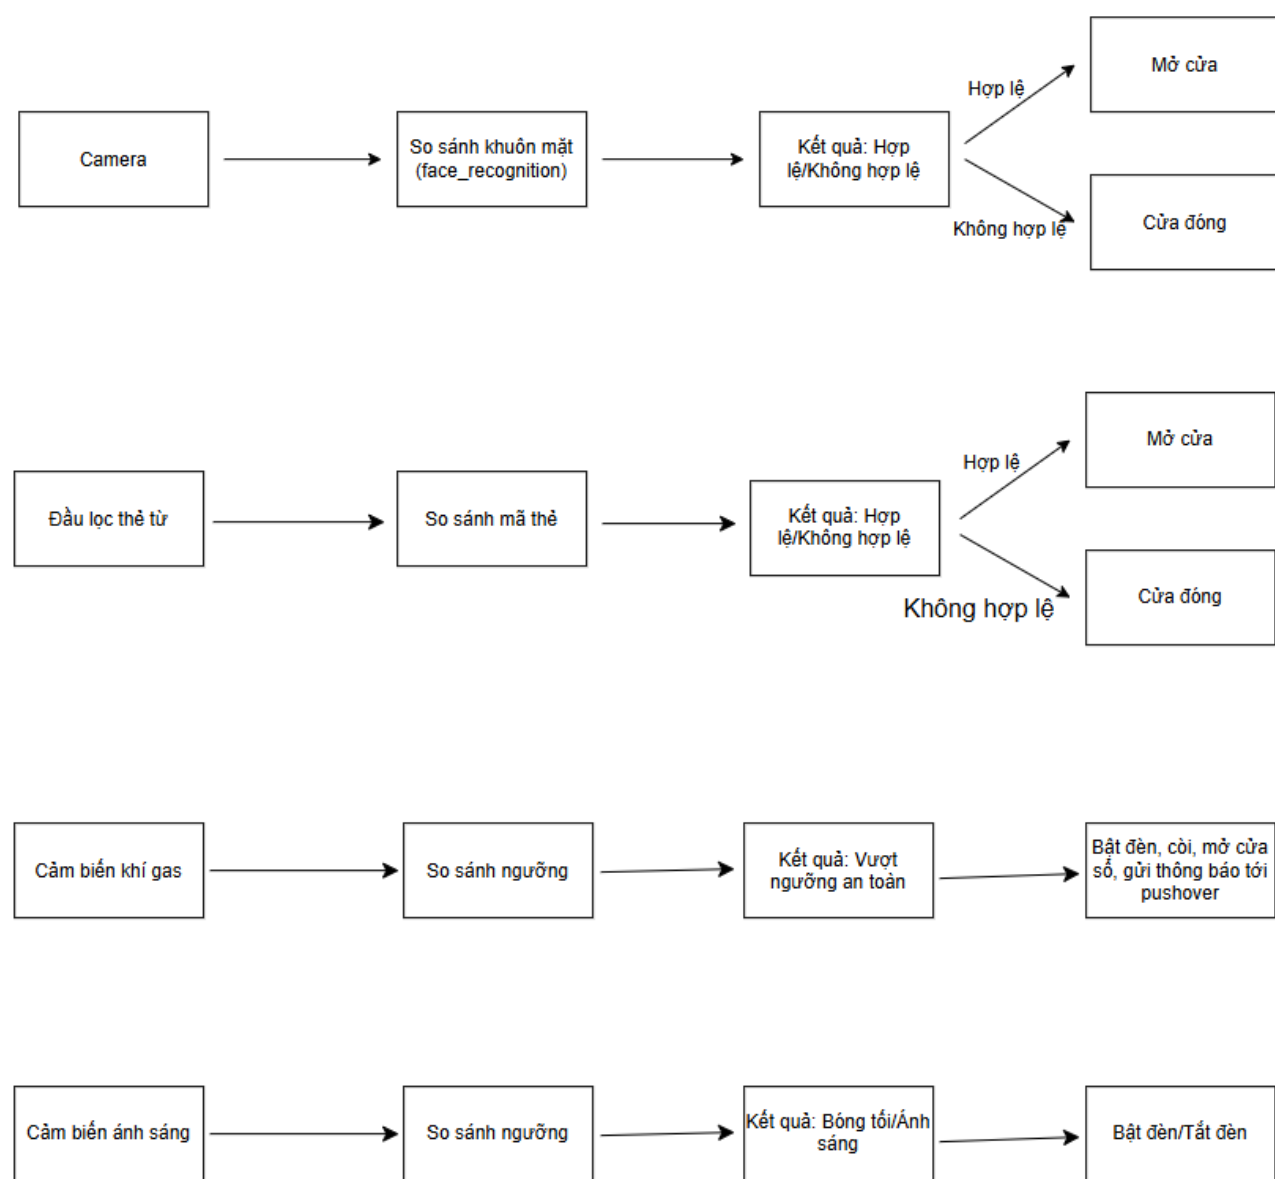 Camera
So sánh khuôn mặt
(face_recognition)
Kết quả: Hợp
lệ/Không hợp lệ
Hợp lệ
Mở cửa
Không hợp lệ
Cửa đóng
Đầu lọc thẻ từ
So sánh mã thẻ
Kết quả: Hợp
lệ/Không hợp lệ
Hợp lệ
Mở cửa
Không hợp lệ
Cửa đóng
Cảm biến khí gas
So sánh ngưỡng
Kết quả: Vượt
ngưỡng an toàn
Bật đèn, còi, mở cửa
sổ, gửi thông báo tới
pushover
Cảm biến ánh sáng
So sánh ngưỡng
Kết quả: Bóng tối/Ánh
sáng
Bật đèn/Tắt đèn